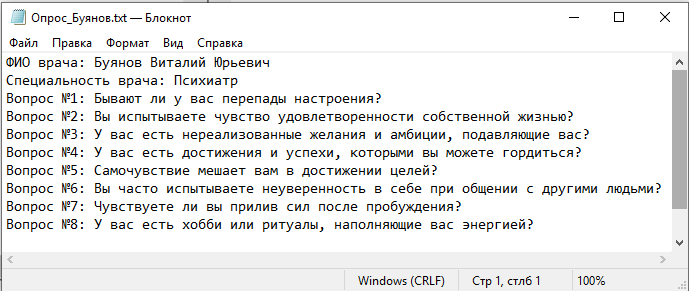 Опрос_Буянов.txt — Блокнот
Файл Правка Формат Вид Справка
ФИО врача: Буянов Виталий Юрьевич
Специальность врача: Психиатр
Вопрос №1: Бывают ли у вас перепады настроения?
Вопрос №2: Вы испытываете чувство удовлетворенности собственной жизнью?
Вопрос №3: У вас есть нереализованные желания и амбиции, подавляющие вас?
Вопрос №4: У вас есть достижения и успехи, которыми вы можете гордиться?
Вопрос №5: Самочувствие мешает вам в достижении целей?
Вопрос №6: Вы часто испытываете неуверенность в себе при общении с другими людьми?
Вопрос №7: Чувствуете ли вы прилив сил после пробуждения?
Вопрос №8: У вас есть хобби или ритуалы, наполняющие вас энергией?
Windows (CRLF) Стр 1, стлб 1 100%